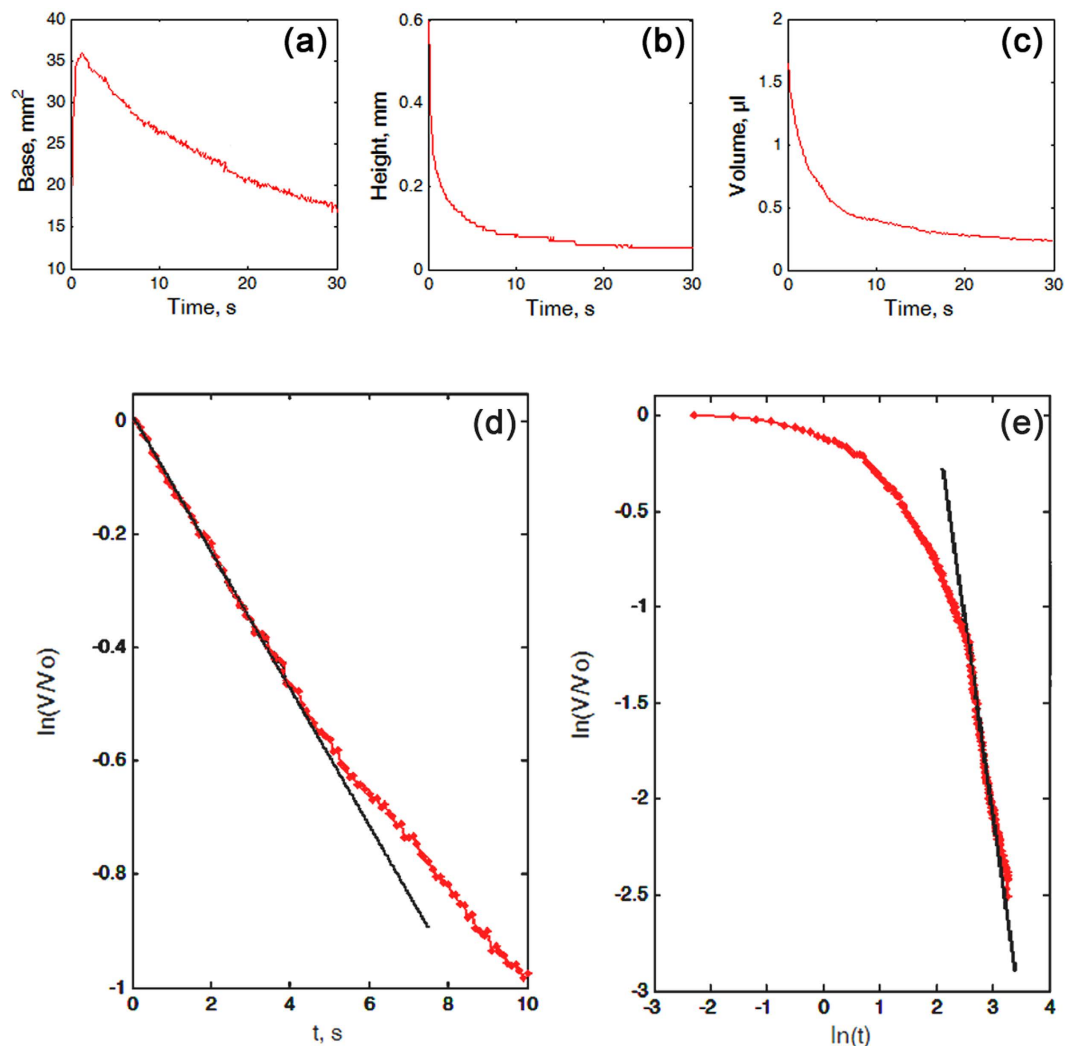 (a)
40
35
30
25
20
15
10
Base, mm²
0 10 20 30
Time, s
(b)
0.6
0.4
0.2
0
Height, mm
0 10 20 30
Time, s
(c)
2
1.5
1
0.5
0
Volume, µl
0 10 20 30
Time, s
(d)
0
-0.2
-0.4
-0.6
-0.8
-1
ln(V/Vo)
0 2 4 6 8 10
t, s
(e)
0
-0.5
-1
-1.5
-2
-2.5
-3
ln(V/Vo)
-3 -2 -1 0 1 2 3 4
ln(t)